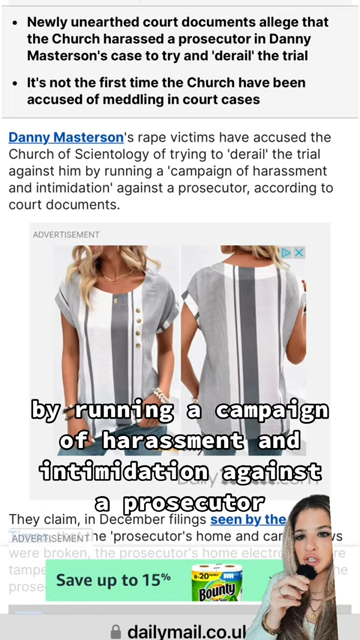 • Newly unearthed court documents allege that
the Church harassed a prosecutor in Danny
Masterson's case to try and 'derail' the trial
• It's not the first time the Church have been
accused of meddling in court cases
Danny Masterson's rape victims have accused the
Church of Scientology of trying to 'derail' the trial
against him by running a 'campaign of harassment
and intimidation' against a prosecutor, according to
court documents.
ADVERTISEMENT
by running a campaign
of harassment and
intimidation against
a prosecutor
They claim, in December filings seen by the
ADVERTISEMENT
the 'prosecutor's home and car
were broken, the prosecutor's home
Save up to 15%
6=20
Bounty
dailymail.co.uk